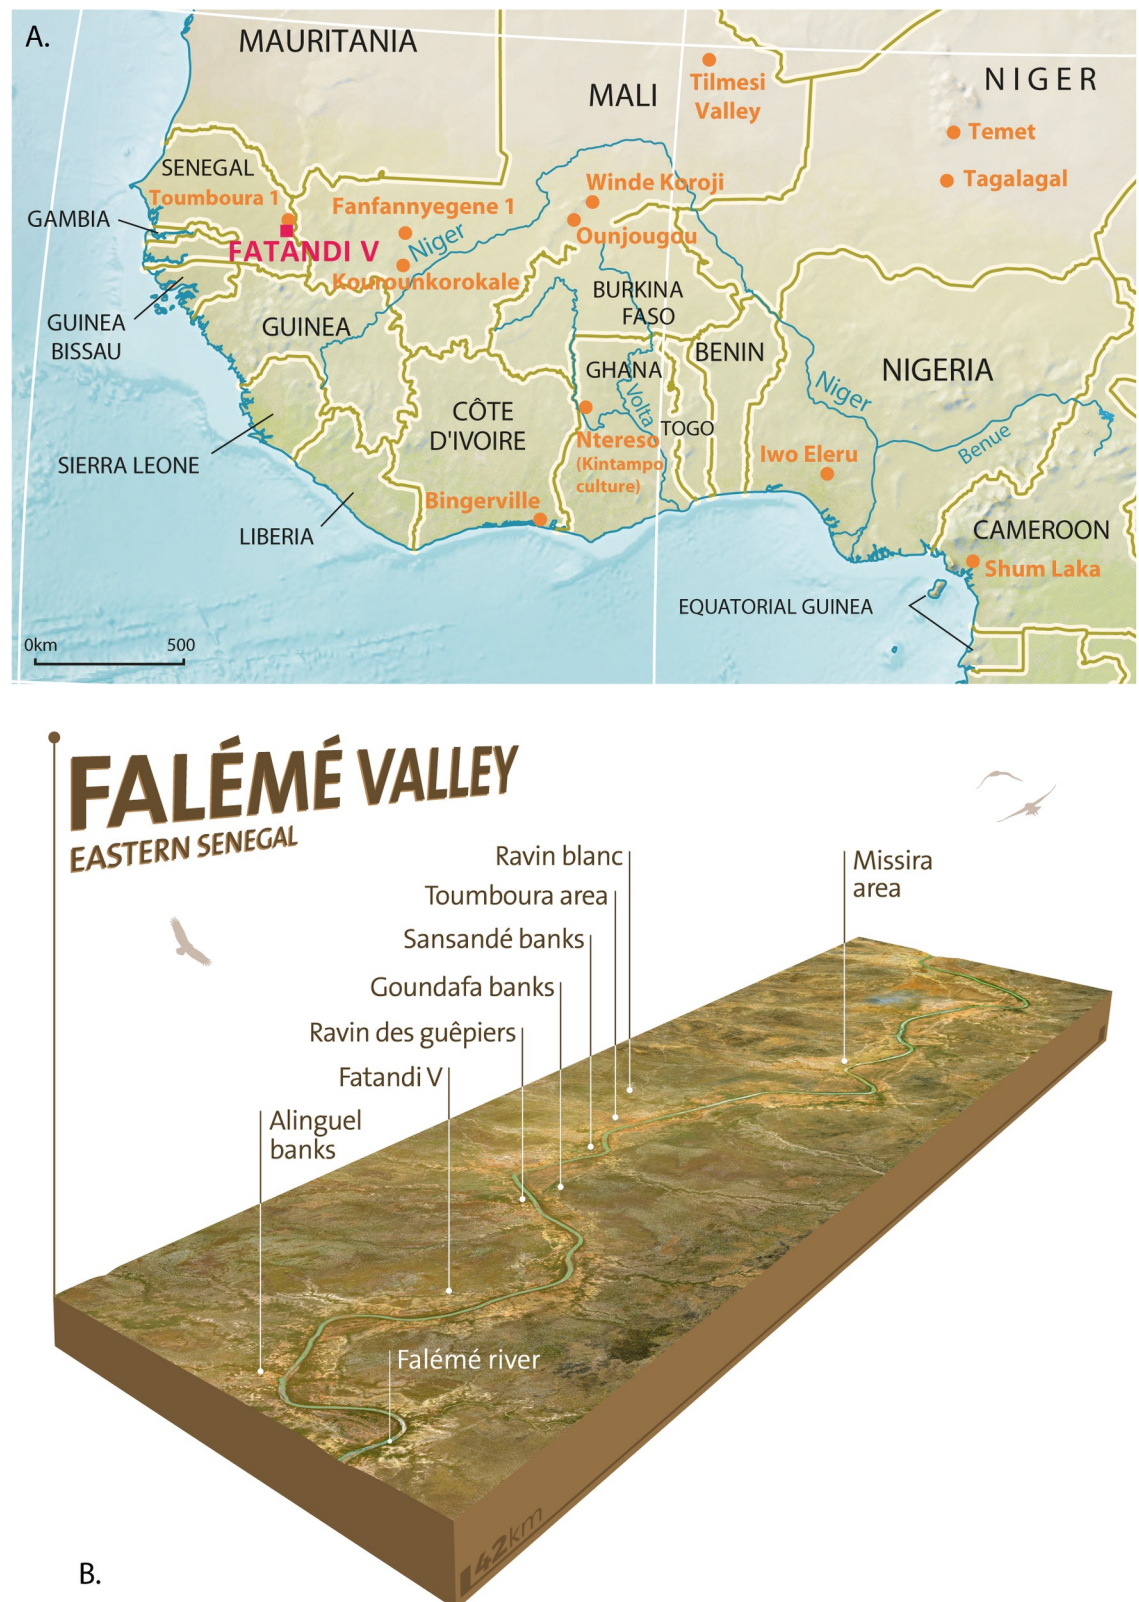 A.
MAURITANIA
MALI
NIGER
Tilmesi
Valley
Temet
Tagalagal
SENEGAL
Toumboura 1
GAMBIA
FATANDI V
Fanfannyegene 1
Niger
Kourounkorokale
Winde Koroji
Ounjougou
GUINEA
BISSAU
GUINEA
BURKINA
FASO
BENIN
GHANA
Volta
TOGO
Niger
NIGERIA
Benue
CÔTE
D'IVOIRE
Ntereso
(Kintampo
culture)
Iwo Eleru
SIERRA LEONE
Bingerville
LIBERIA
CAMEROON
Shum Laka
EQUATORIAL GUINEA
0km
500
FALÉMÉ VALLEY
EASTERN SENEGAL
Ravin blanc
Toumboura area
Sansandé banks
Goundafa banks
Ravin des guêpiers
Fatandi V
Alinguel
banks
Missira
area
Falémé river
42km
B.